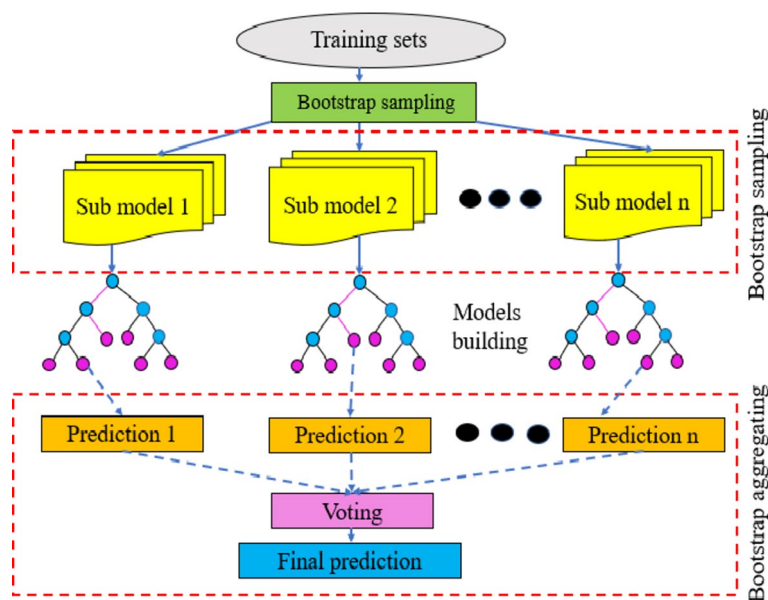 Training sets
Bootstrap sampling
Bootstrap sampling
Sub model 1
Sub model 2
Sub model n
Models
building
Prediction 1
Prediction 2
Prediction n
Bootstrap aggregating
Voting
Final prediction